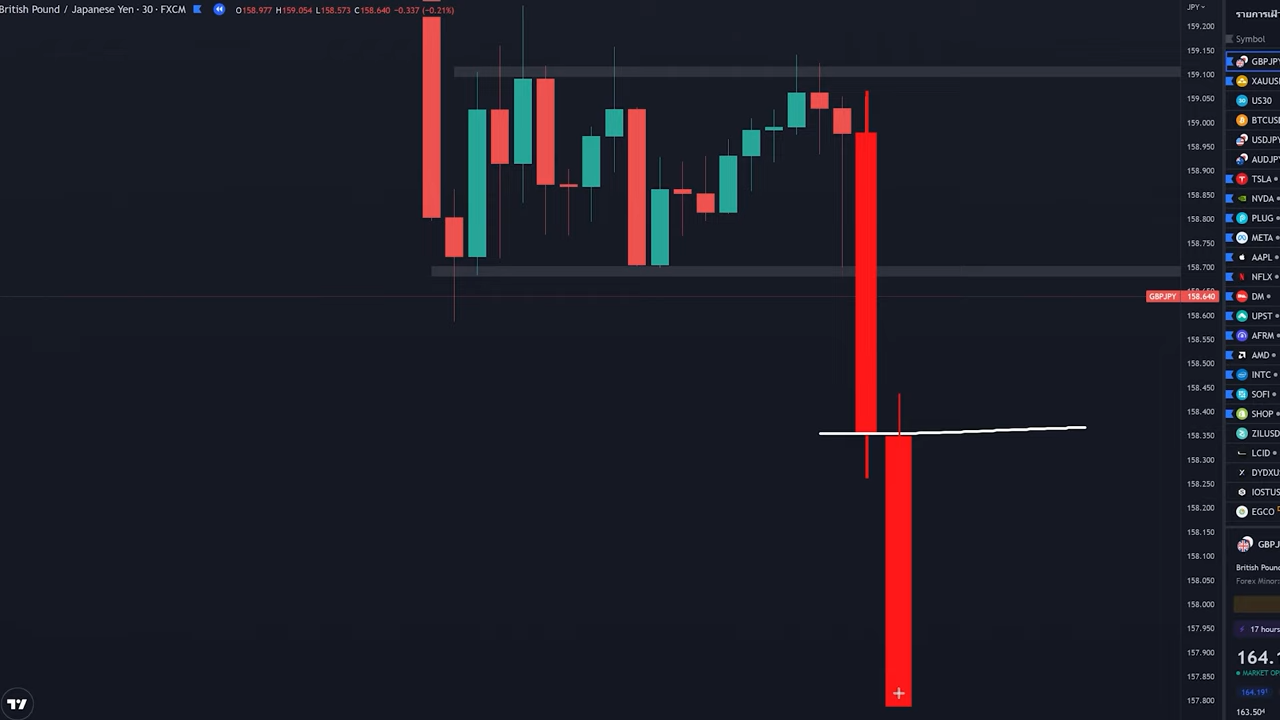 British Pound / Japanese Yen · 30 · FXCM O158.977 H159.054 L158.573 C158.640 −0.337 (−0.21%)
JPY
159.200
159.150
159.100
159.050
159.000
158.950
158.900
158.850
158.800
158.750
158.700
GBPJPY 158.640
158.600
158.550
158.500
158.450
158.400
158.350
158.300
158.250
158.200
158.150
158.100
158.050
158.000
157.950
157.900
157.850
157.800
Symbol
GBPJPY
XAUUS
US30
BTCUSD
USDJPY
AUDJPY
TSLA
NVDA
PLUG
META
AAPL
NFLX
DM
UPST
AFRM
AMD
INTC
SOFI
SHOP
ZILUSD
LCID
DYDXU
IOSTUS
EGCO
GBPJ
British Pound
Forex Minor
17 hours
164.1
MARKET OP
164.19¹
163.50⁴